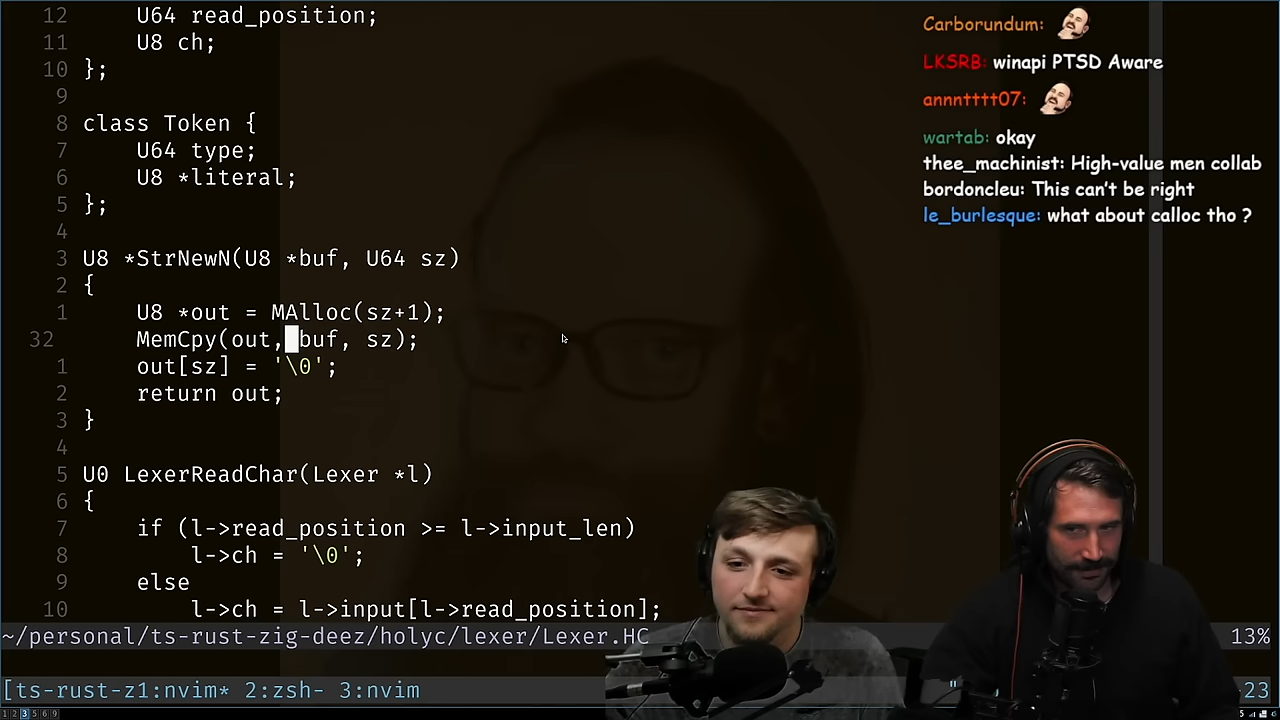 12 U64 read_position;
11 U8 ch;
10 };
9
8 class Token {
7 U64 type;
6 U8 *literal;
5 };
4
3 U8 *StrNewN(U8 *buf, U64 sz)
2 {
1 U8 *out = MAlloc(sz+1);
32 MemCpy(out, buf, sz);
1 out[sz] = '\0';
2 return out;
3 }
4
5 U0 LexerReadChar(Lexer *l)
6 {
7 if (l->read_position >= l->input_len)
8 l->ch = '\0';
9 else
10 l->ch = l->input[l->read_position];
~/personal/ts-rust-zig-deez/holyc/lexer/Lexer.HC 13%
[ts-rust-z1:nvim* 2:zsh- 3:nvim " -23
Carborundum:
LKSRB: winapi PTSD Aware
annntttt07:
wartab: okay
thee_machinist: High-value men collab
bordoncleu: This can't be right
le_burlesque: what about calloc tho ?